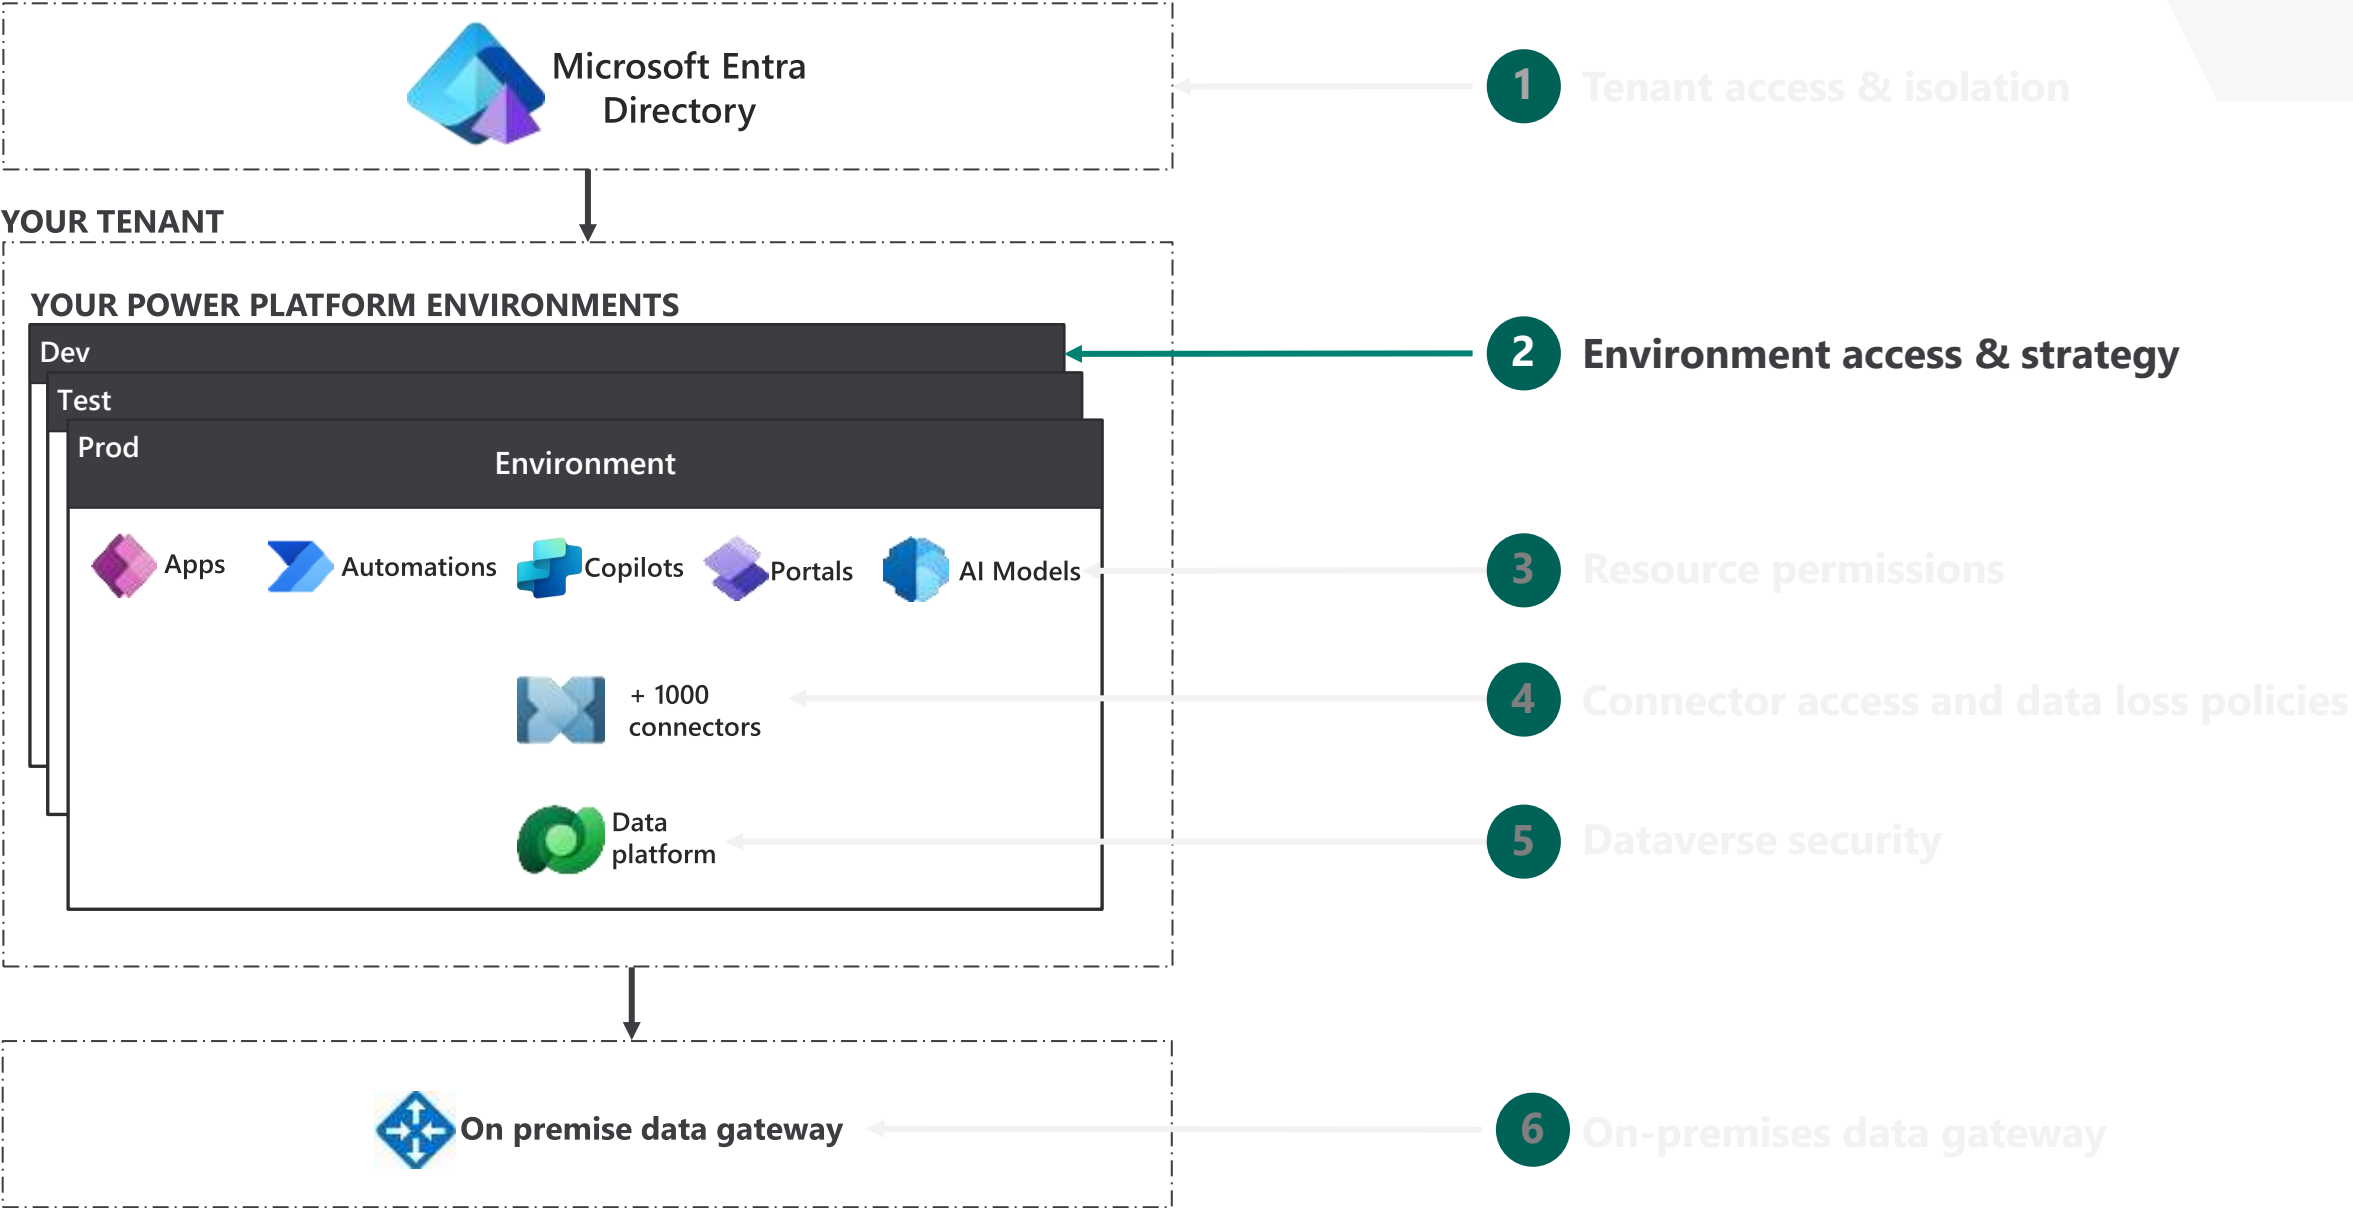 Microsoft Entra
Directory
1
Tenant access & isolation
YOUR TENANT
YOUR POWER PLATFORM ENVIRONMENTS
Dev
2
Environment access & strategy
Test
Prod
Environment
Apps
Automations
Copilots
Portals
AI Models
3
Resource permissions
+ 1000
connectors
4
Connector access and data loss policies
Data
platform
5
Dataverse security
On premise data gateway
6
On-premises data gateway